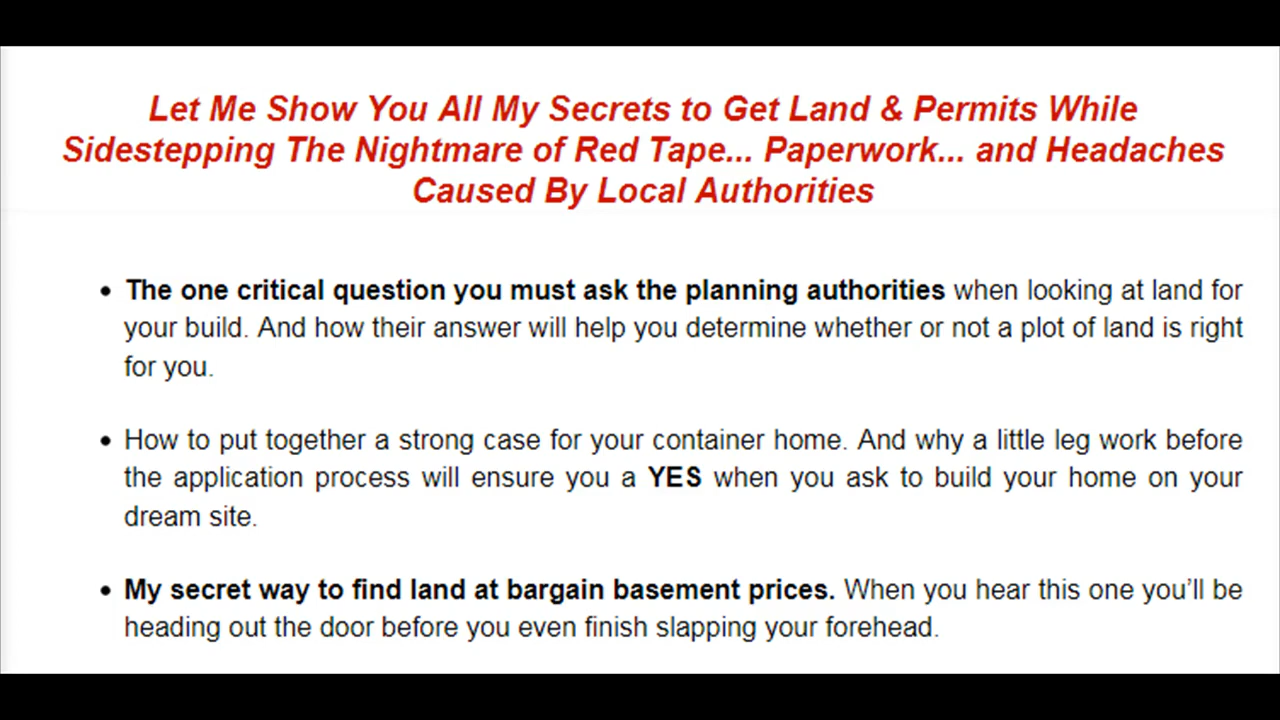 Let Me Show You All My Secrets to Get Land & Permits While
Sidestepping The Nightmare of Red Tape... Paperwork... and Headaches
Caused By Local Authorities
• The one critical question you must ask the planning authorities when looking at land for
your build. And how their answer will help you determine whether or not a plot of land is right
for you.
• How to put together a strong case for your container home. And why a little leg work before
the application process will ensure you a YES when you ask to build your home on your
dream site.
• My secret way to find land at bargain basement prices. When you hear this one you’ll be
heading out the door before you even finish slapping your forehead.